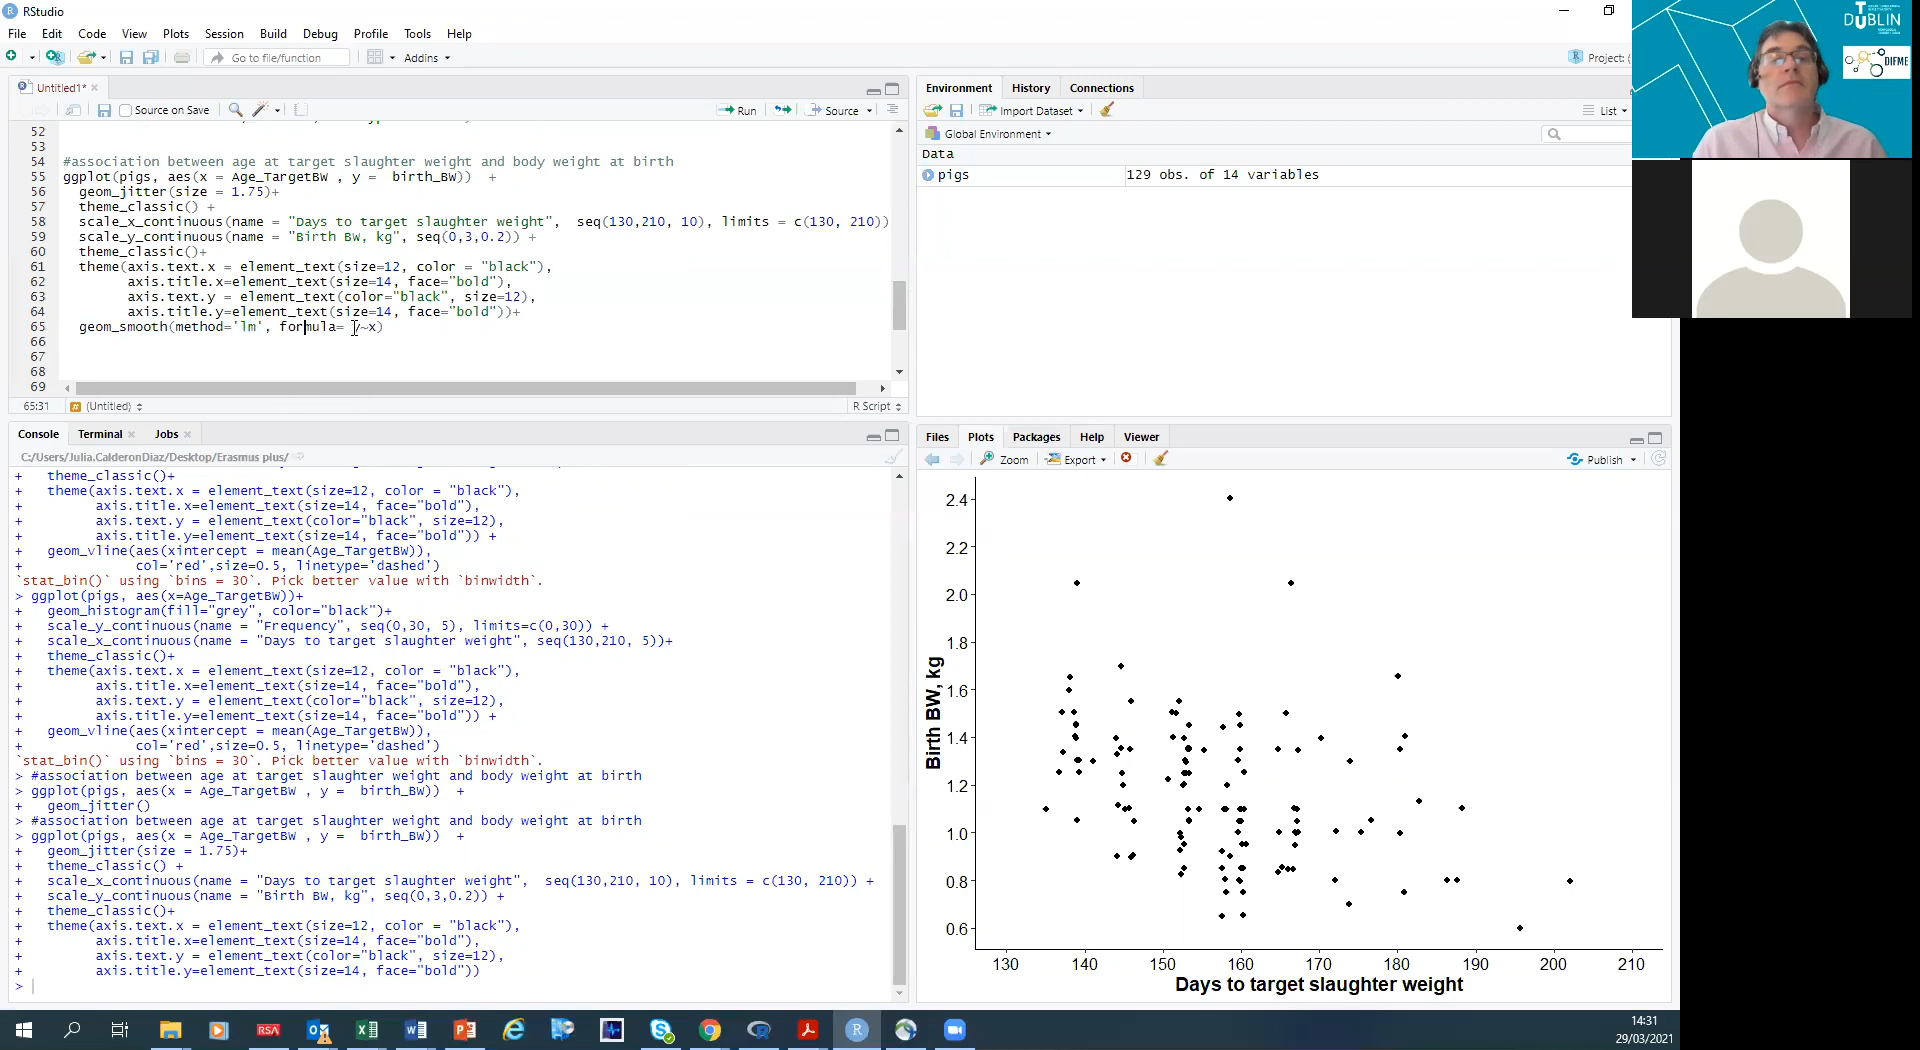 RStudio
File Edit Code View Plots Session Build Debug Profile Tools Help
Go to file/function Addins Project: (
Untitled1*
Source on Save Run Source
52
53
54 #association between age at target slaughter weight and body weight at birth
55 ggplot(pigs, aes(x = Age_TargetBW , y = birth_BW)) +
56 geom_jitter(size = 1.75)+
57 theme_classic() +
58 scale_x_continuous(name = "Days to target slaughter weight", seq(130,210, 10), limits = c(130, 210))
59 scale_y_continuous(name = "Birth BW, kg", seq(0,3,0.2)) +
60 theme_classic()+
61 theme(axis.text.x = element_text(size=12, color = "black"),
62 axis.title.x=element_text(size=14, face="bold"),
63 axis.text.y = element_text(color="black", size=12),
64 axis.title.y=element_text(size=14, face="bold"))+
65 geom_smooth(method='lm', formula= y~x)
66
67
68
69
65:31 (Untitled) R Script
Console Terminal Jobs
C:/Users/Julia.CalderonDiaz/Desktop/Erasmus plus/
+ theme_classic()+
+ theme(axis.text.x = element_text(size=12, color = "black"),
+ axis.title.x=element_text(size=14, face="bold"),
+ axis.text.y = element_text(color="black", size=12),
+ axis.title.y=element_text(size=14, face="bold")) +
+ geom_vline(aes(xintercept = mean(Age_TargetBW)),
+ col='red',size=0.5, linetype='dashed')
`stat_bin()` using `bins = 30`. Pick better value with `binwidth`.
> ggplot(pigs, aes(x=Age_TargetBW))+
+ geom_histogram(fill="grey", color="black")+
+ scale_y_continuous(name = "Frequency", seq(0,30, 5), limits=c(0,30)) +
+ scale_x_continuous(name = "Days to target slaughter weight", seq(130,210, 5))+
+ theme_classic()+
+ theme(axis.text.x = element_text(size=12, color = "black"),
+ axis.title.x=element_text(size=14, face="bold"),
+ axis.text.y = element_text(color="black", size=12),
+ axis.title.y=element_text(size=14, face="bold")) +
+ geom_vline(aes(xintercept = mean(Age_TargetBW)),
+ col='red',size=0.5, linetype='dashed')
`stat_bin()` using `bins = 30`. Pick better value with `binwidth`.
> #association between age at target slaughter weight and body weight at birth
> ggplot(pigs, aes(x = Age_TargetBW , y = birth_BW)) +
+ geom_jitter()
> #association between age at target slaughter weight and body weight at birth
> ggplot(pigs, aes(x = Age_TargetBW , y = birth_BW)) +
+ geom_jitter(size = 1.75)+
+ theme_classic() +
+ scale_x_continuous(name = "Days to target slaughter weight", seq(130,210, 10), limits = c(130, 210)) +
+ scale_y_continuous(name = "Birth BW, kg", seq(0,3,0.2)) +
+ theme_classic()+
+ theme(axis.text.x = element_text(size=12, color = "black"),
+ axis.title.x=element_text(size=14, face="bold"),
+ axis.text.y = element_text(color="black", size=12),
+ axis.title.y=element_text(size=14, face="bold"))
>
Environment History Connections
Import Dataset List
Global Environment
Data
pigs 129 obs. of 14 variables
Files Plots Packages Help Viewer
Zoom Export Publish
2.4
2.2
2.0
1.8
1.6
1.4
1.2
1.0
0.8
0.6
Birth BW, kg
130 140 150 160 170 180 190 200 210
Days to target slaughter weight
DUBLIN
DIFME
RSA
14:31
29/03/2021